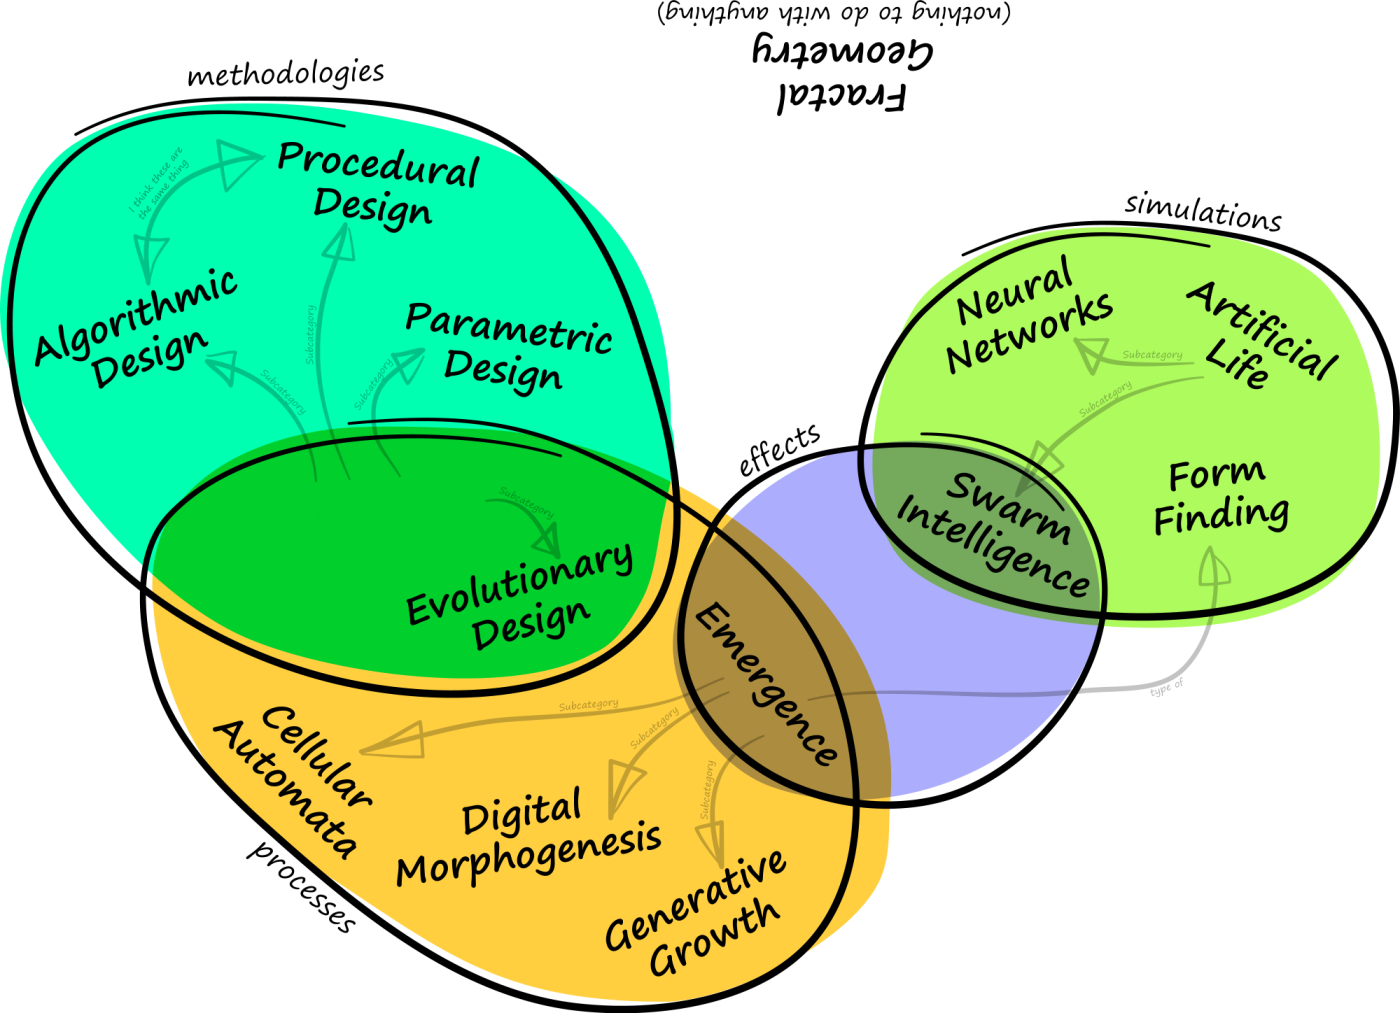 Fractal
Geometry
(nothing to do with anything)
methodologies
Procedural
Design
I think these are
the same thing
Algorithmic
Design
Subcategory
Parametric
Design
Subcategory
Subcategory
Subcategory
Evolutionary
Design
simulations
Neural
Networks
Artificial
Life
Subcategory
Subcategory
Form
Finding
effects
Swarm
Intelligence
Emergence
type of
Subcategory
Subcategory
Subcategory
Cellular
Automata
Digital
Morphogenesis
Generative
Growth
processes